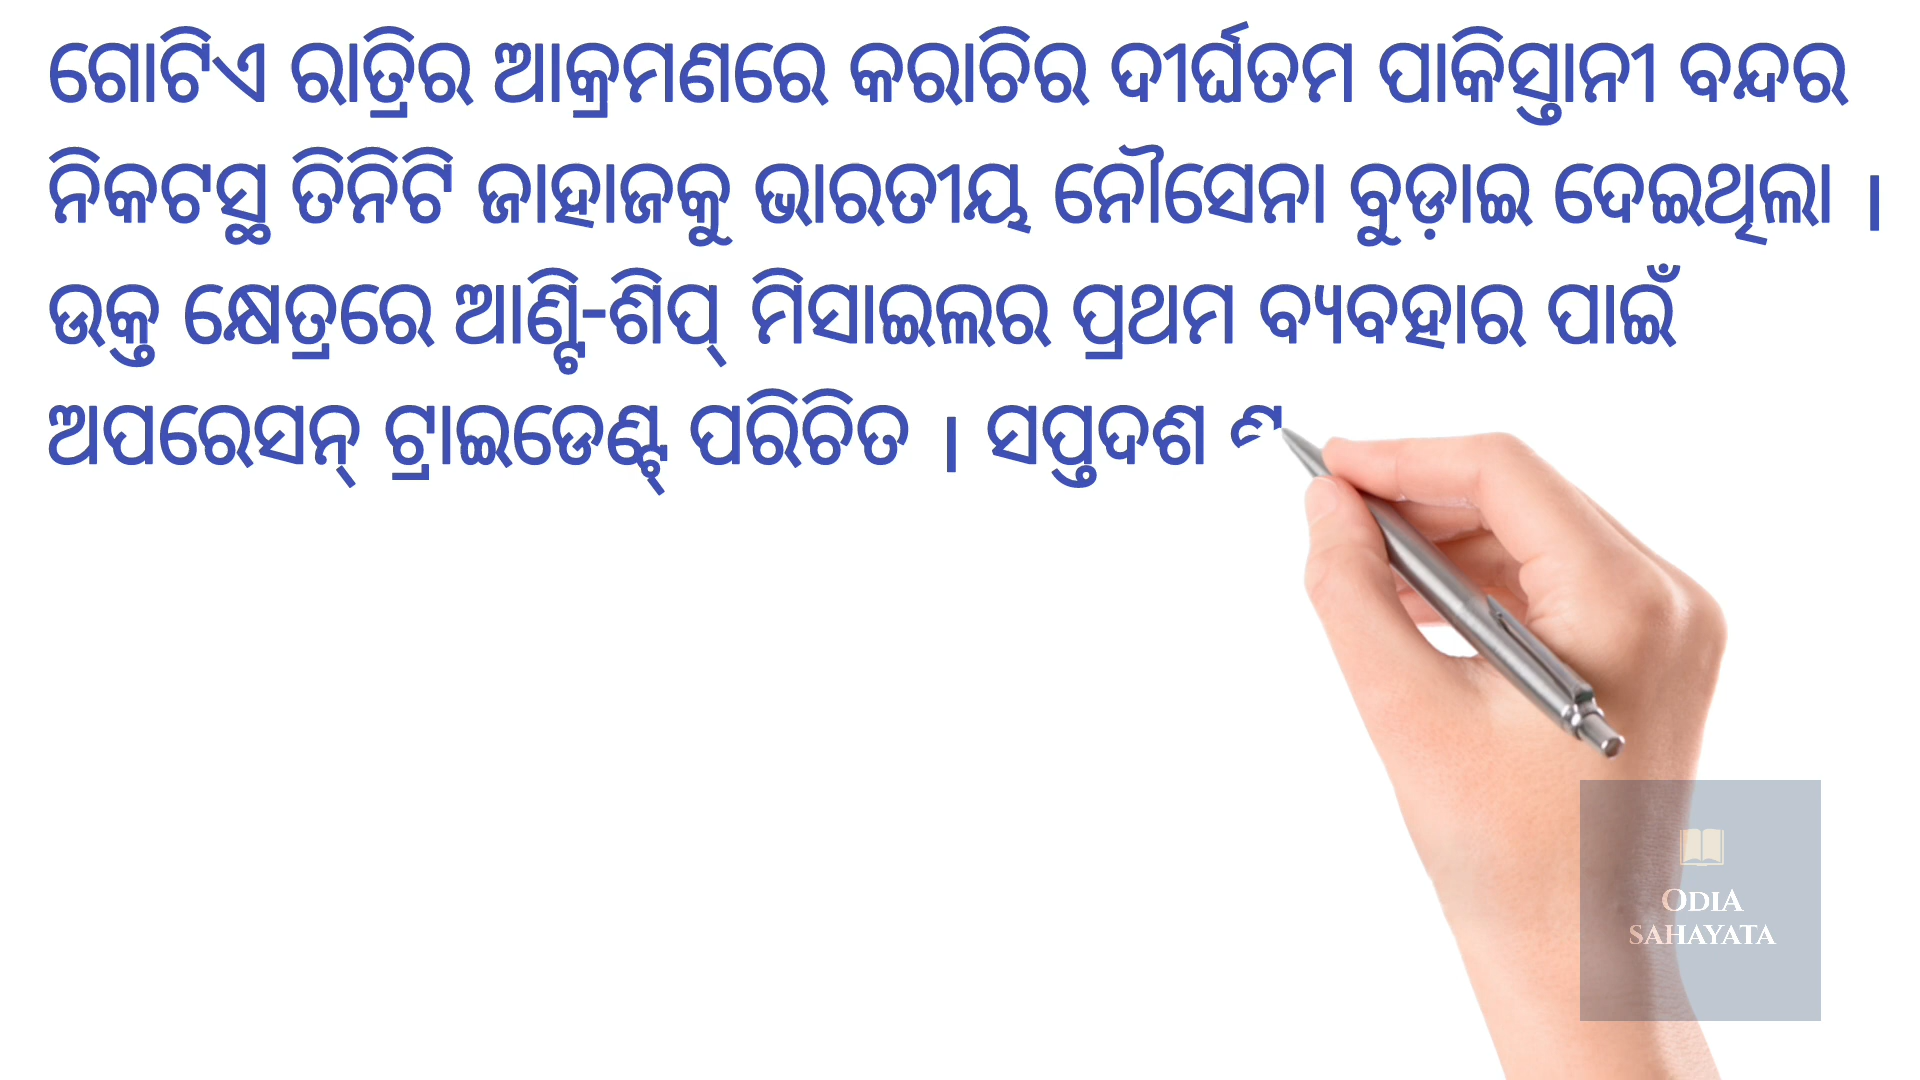 ଗୋଟିଏ ରାତ୍ରିର ଆକ୍ରମଣରେ କରାଚିର ଦୀର୍ଘତମ ପାକିସ୍ତାନୀ ବନ୍ଦର
ନିକଟସ୍ଥ ତିନିଟି ଜାହାଜକୁ ଭାରତୀୟ ନୌସେନା ବୁଡ଼ାଇ ଦେଇଥିଲା ।
ଉକ୍ତ କ୍ଷେତ୍ରରେ ଆଣ୍ଟି-ଶିପ୍ ମିସାଇଲର ପ୍ରଥମ ବ୍ୟବହାର ପାଇଁ
ଅପରେସନ୍ ଟ୍ରାଇଡେଣ୍ଟ୍ ପରିଚିତ । ସପ୍ତଦଶ
ODIA
SAHAYATA